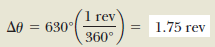 Δθ = 630°(1 rev / 360°) = 1.75 rev